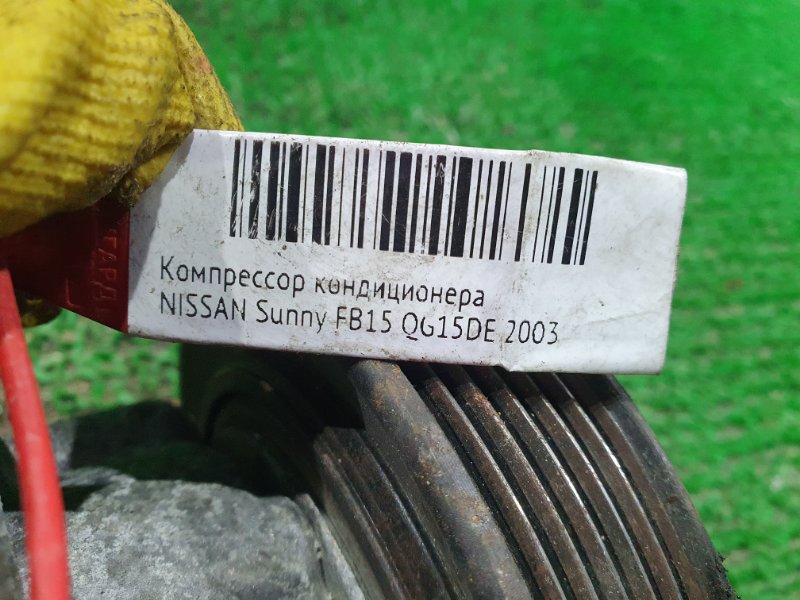 Компрессор кондиционера
NISSAN Sunny FB15 QG15DE 2003